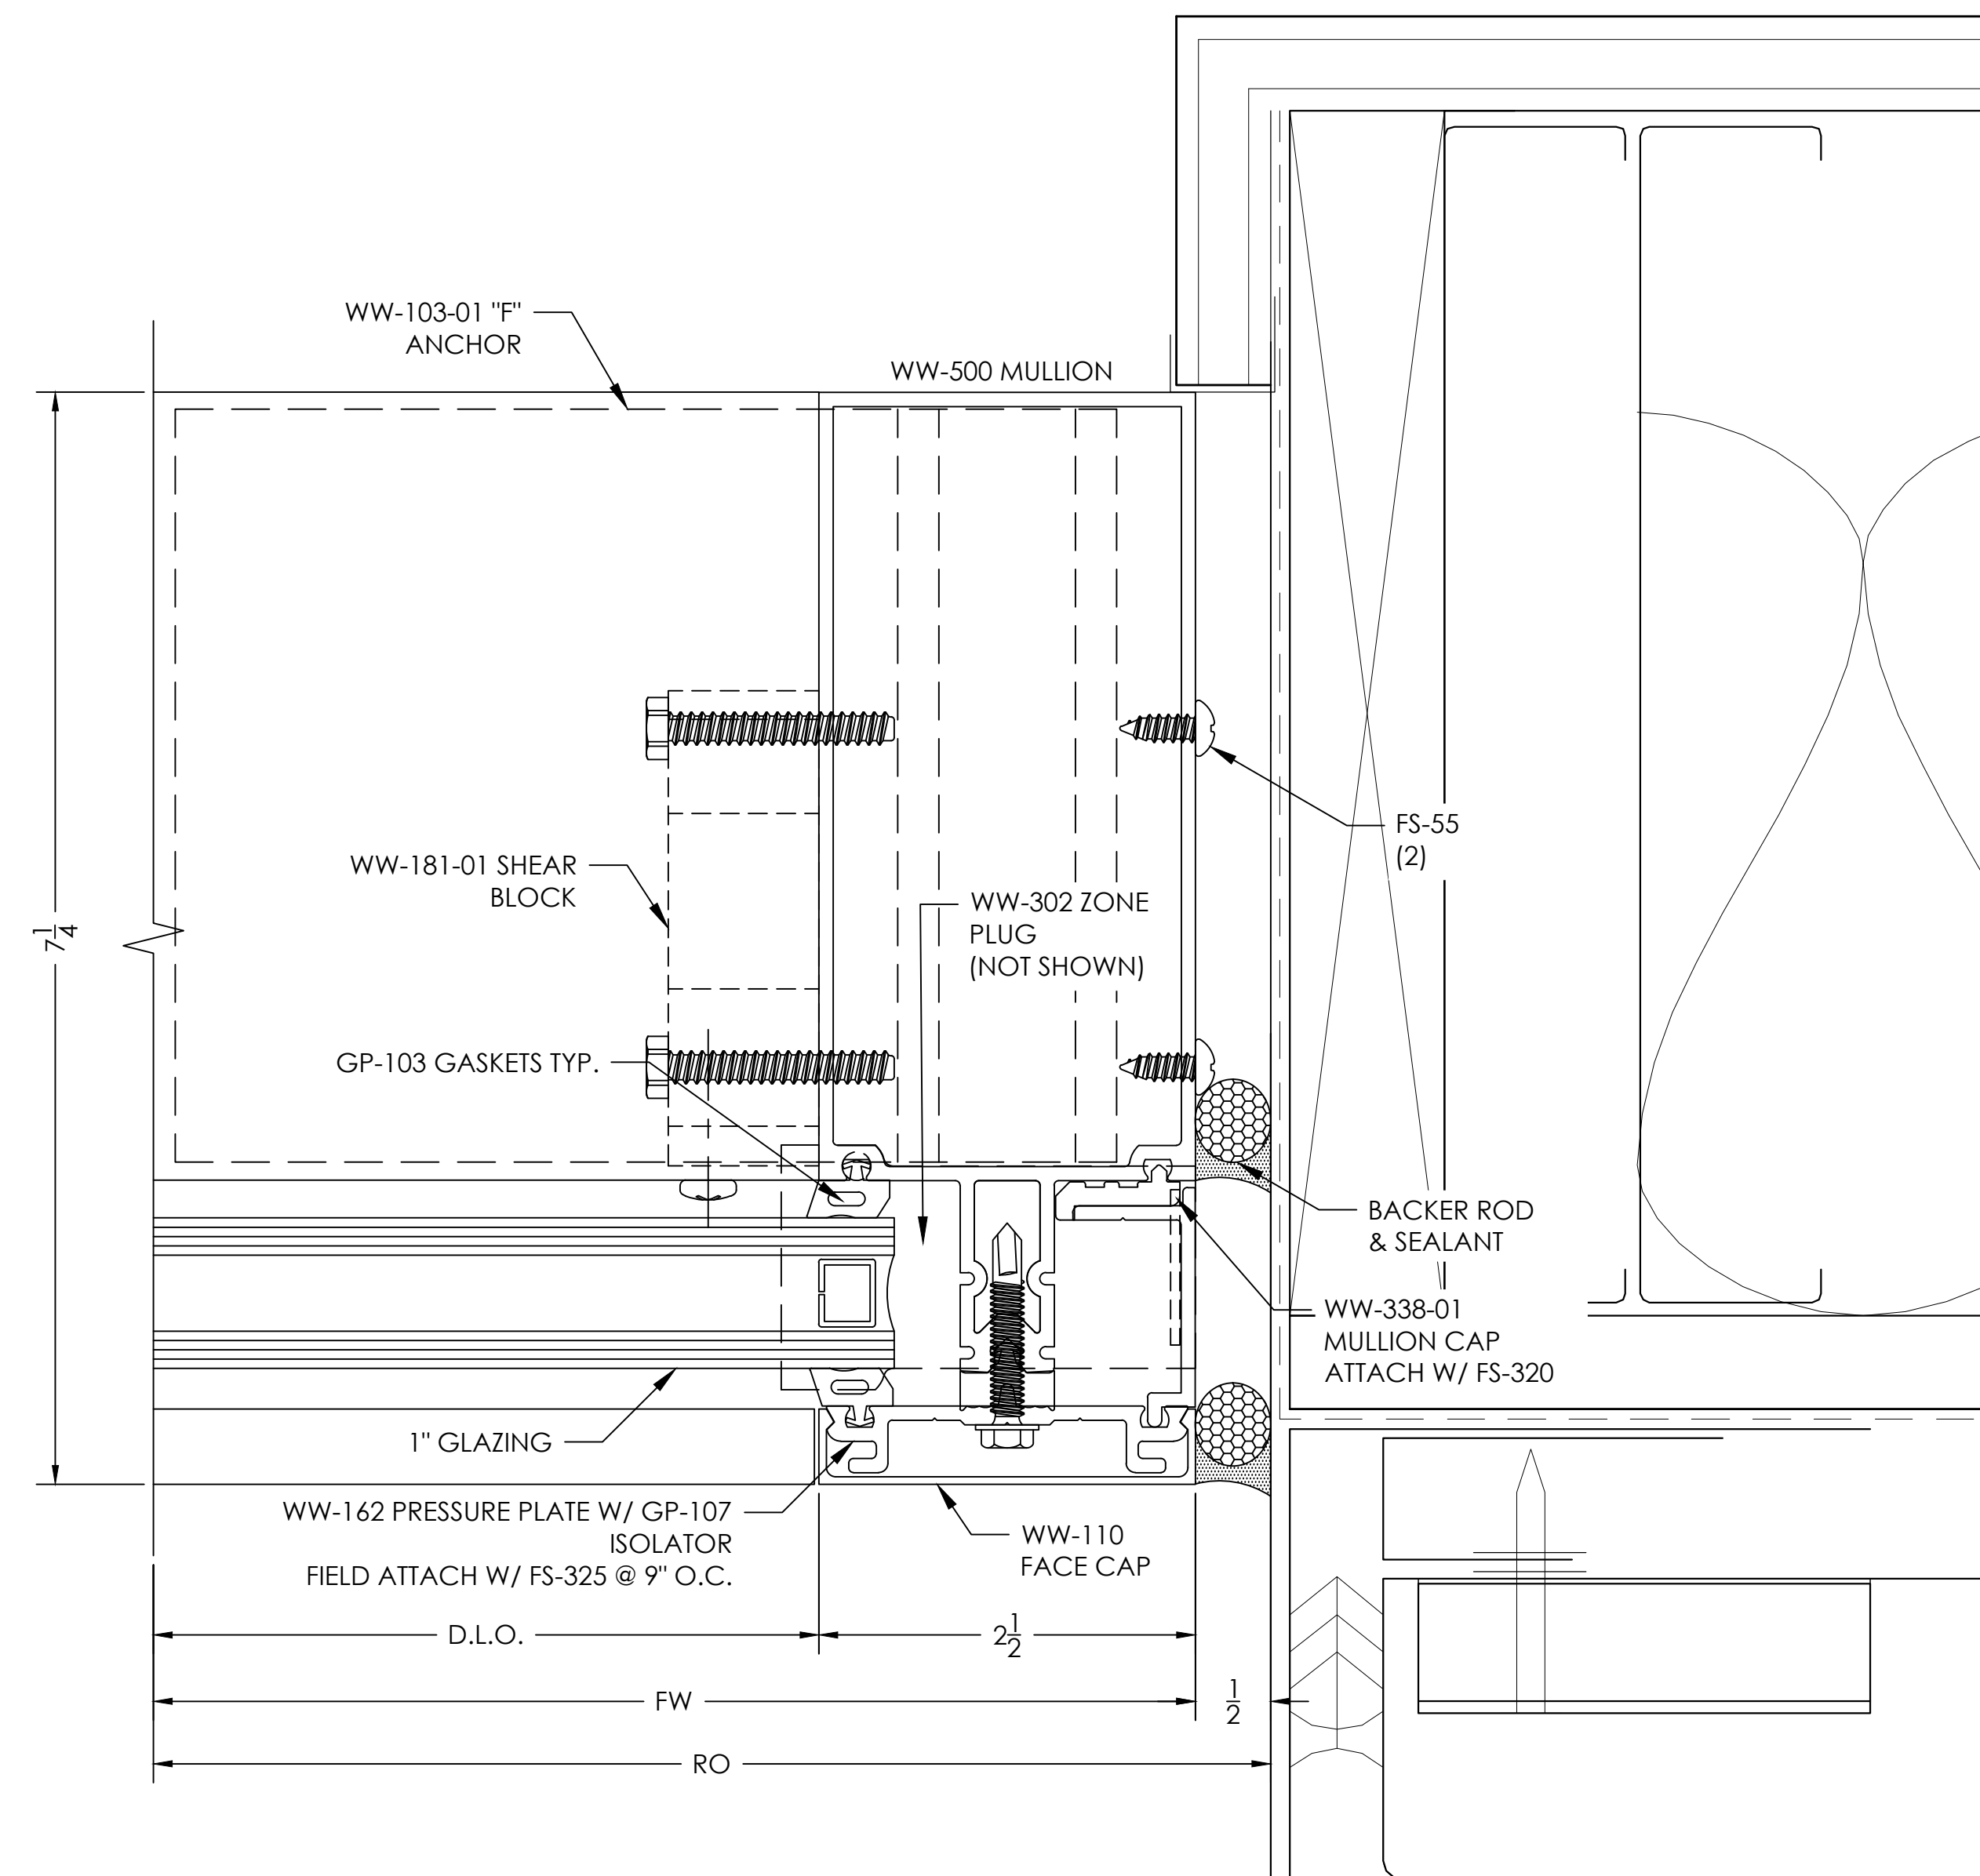 WW-103-01 "F"
ANCHOR
WW-500 MULLION
FS-55
(2)
WW-181-01 SHEAR
BLOCK
WW-302 ZONE
PLUG
(NOT SHOWN)
7 1/4
GP-103 GASKETS TYP.
BACKER ROD
& SEALANT
WW-338-01
MULLION CAP
ATTACH W/ FS-320
1" GLAZING
WW-162 PRESSURE PLATE W/ GP-107
ISOLATOR
FIELD ATTACH W/ FS-325 @ 9" O.C.
WW-110
FACE CAP
D.L.O.
2 1/2
FW
1/2
RO